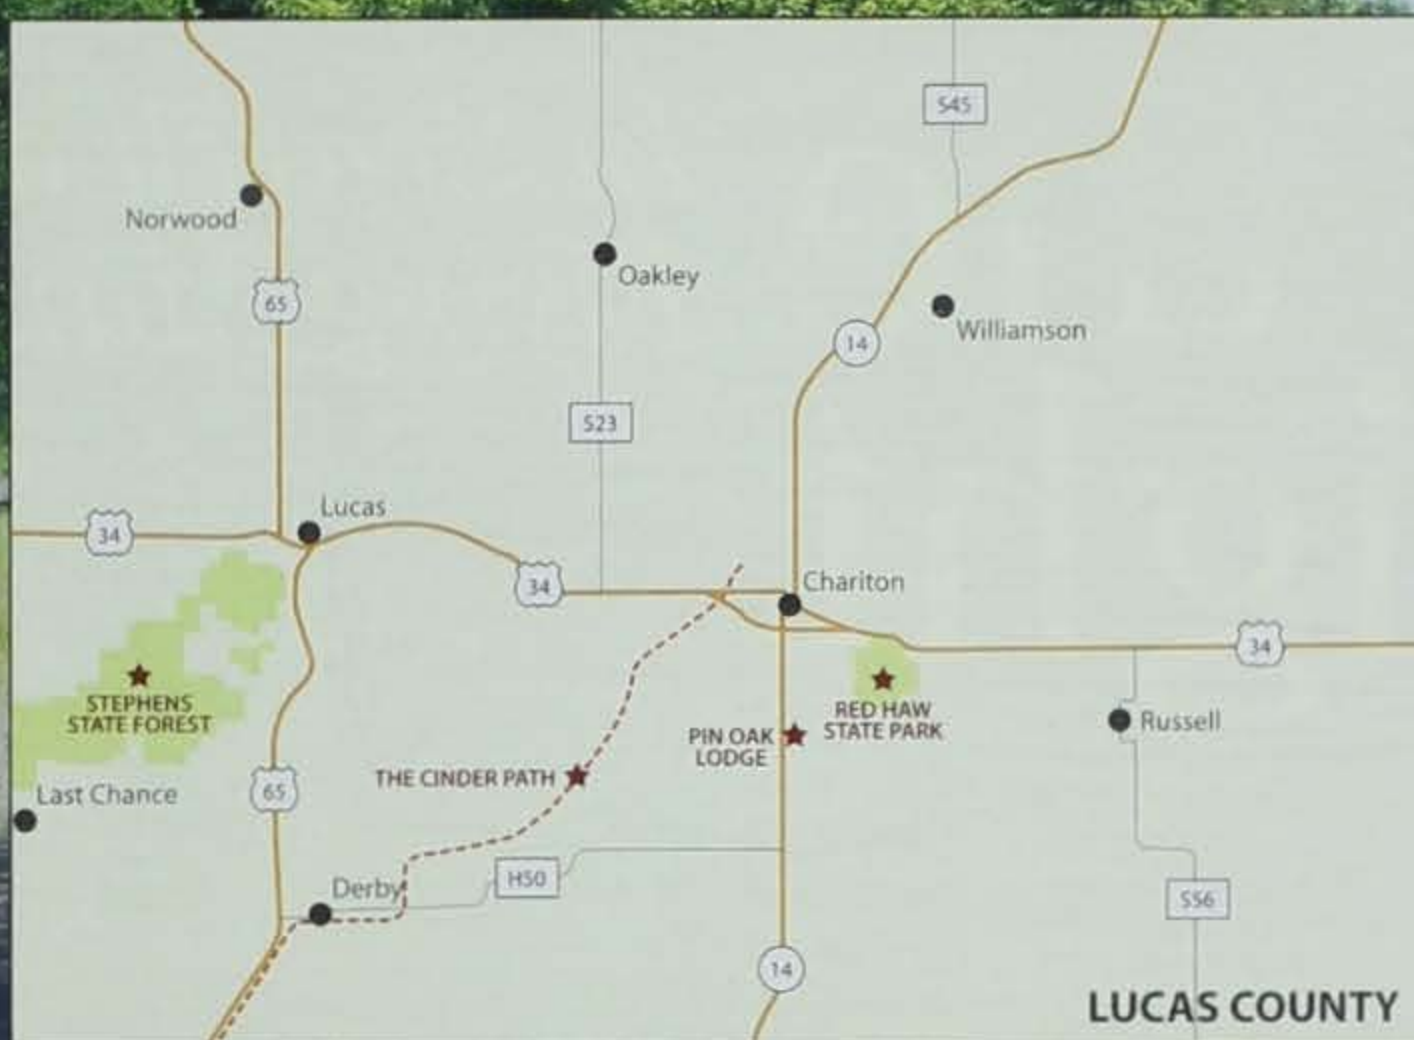 S45
Norwood
Oakley
65
Williamson
14
S23
Lucas
34
34
Chariton
34
STEPHENS
STATE FOREST
RED HAW
STATE PARK
Russell
PIN OAK
LODGE
THE CINDER PATH
Last Chance
65
Derby
H50
S56
14
LUCAS COUNTY